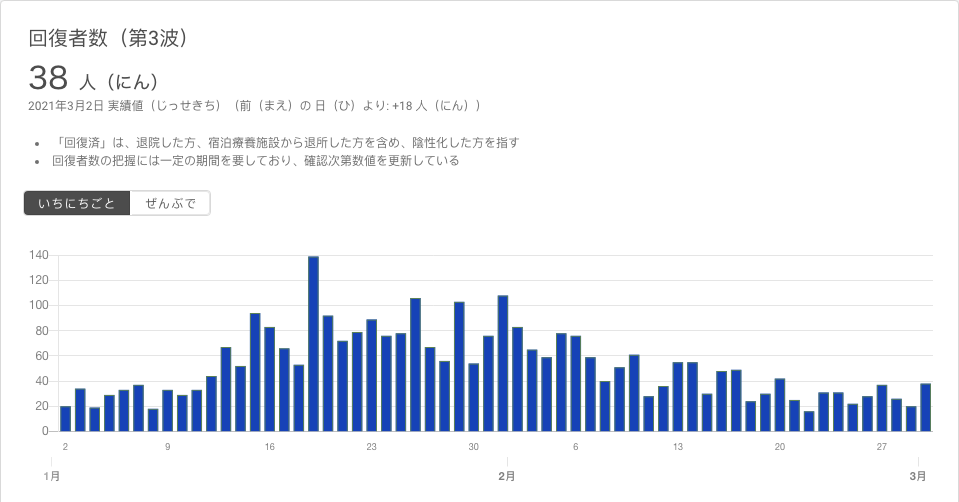 回復者数（第3波）
38 人（にん）
2021年3月2日 実績値（じっせきち）（前（まえ）の 日（ひ）より: +18 人（にん））
• 「回復済」は、退院した方、宿泊療養施設から退所した方を含め、陰性化した方を指す
• 回復者数の把握には一定の期間を要しており、確認次第数値を更新している
いちにちごと ぜんぶで
140
120
100
80
60
40
20
0
2 9 16 23 30 6 13 20 27
1月 2月 3月